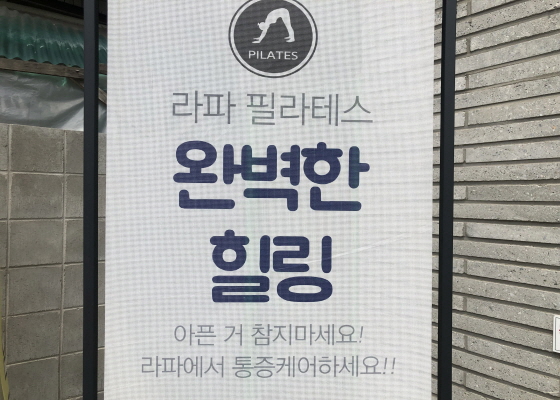 PILATES
라파 필라테스
완벽한
힐링
아픈 거 참지마세요!
라파에서 통증케어하세요!!